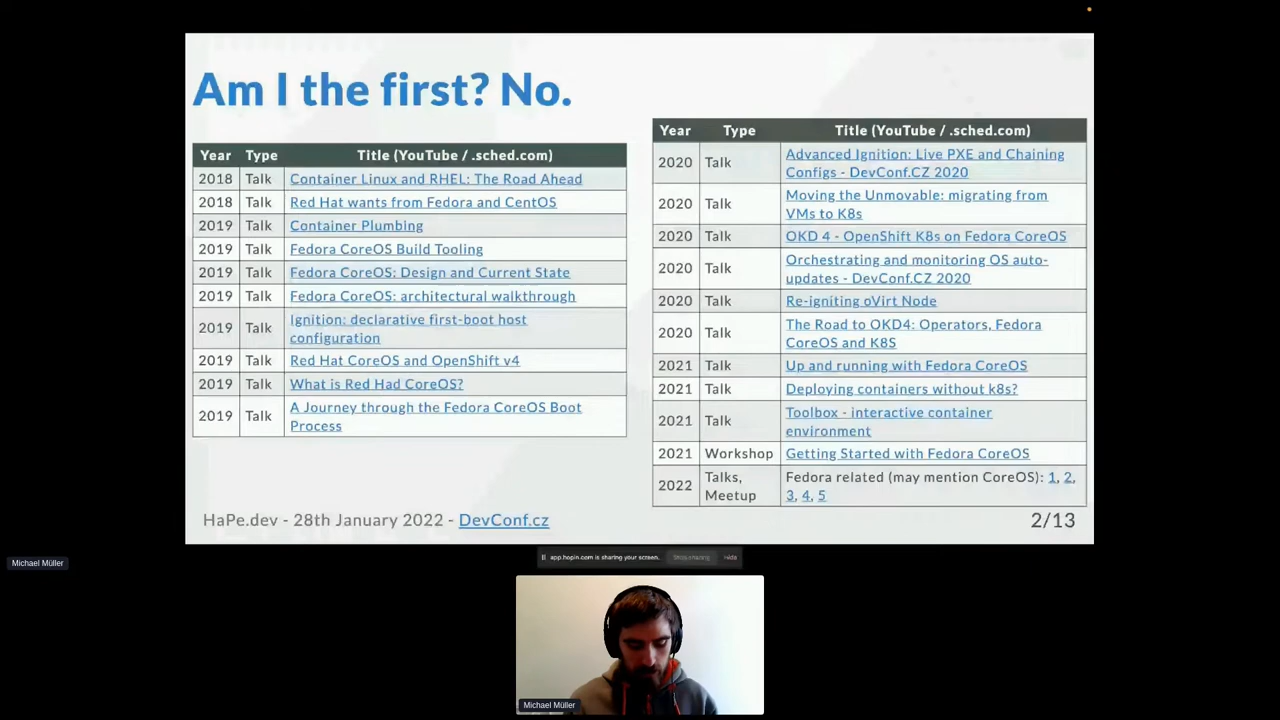 Am I the first? No.
Year Type Title (YouTube / .sched.com)
2018 Talk Container Linux and RHEL: The Road Ahead
2018 Talk Red Hat wants from Fedora and CentOS
2019 Talk Container Plumbing
2019 Talk Fedora CoreOS Build Tooling
2019 Talk Fedora CoreOS: Design and Current State
2019 Talk Fedora CoreOS: architectural walkthrough
2019 Talk Ignition: declarative first-boot host
configuration
2019 Talk Red Hat CoreOS and OpenShift v4
2019 Talk What is Red Had CoreOS?
2019 Talk A Journey through the Fedora CoreOS Boot
Process
Year Type Title (YouTube / .sched.com)
2020 Talk Advanced Ignition: Live PXE and Chaining
Configs - DevConf.CZ 2020
2020 Talk Moving the Unmovable: migrating from
VMs to K8s
2020 Talk OKD 4 - OpenShift K8s on Fedora CoreOS
2020 Talk Orchestrating and monitoring OS auto-
updates - DevConf.CZ 2020
2020 Talk Re-igniting oVirt Node
2020 Talk The Road to OKD4: Operators, Fedora
CoreOS and K8S
2021 Talk Up and running with Fedora CoreOS
2021 Talk Deploying containers without k8s?
2021 Talk Toolbox - interactive container
environment
2021 Workshop Getting Started with Fedora CoreOS
2022 Talks, Meetup Fedora related (may mention CoreOS): 1, 2,
3, 4, 5
HaPe.dev - 28th January 2022 - DevConf.cz
2/13
app.hopin.com is sharing your screen. Stop sharing Hide
Michael Müller
Michael Müller